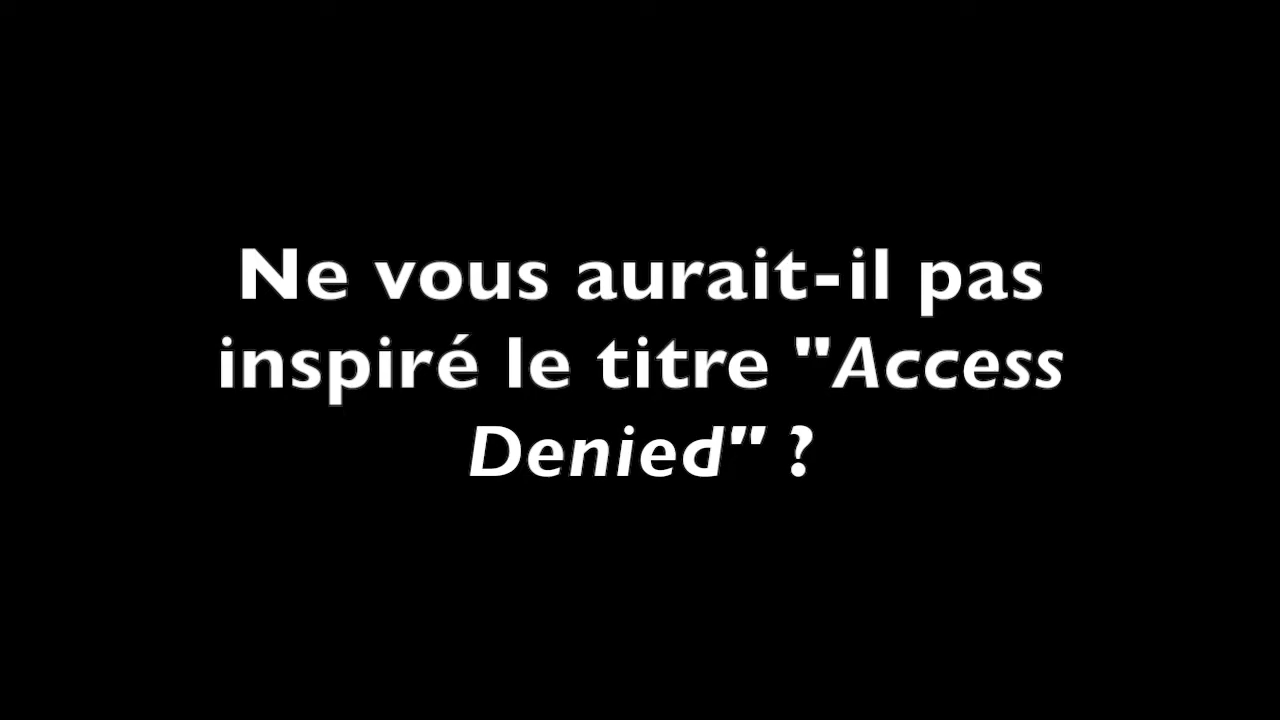 Ne vous aurait-il pas
inspiré le titre "Access
Denied" ?